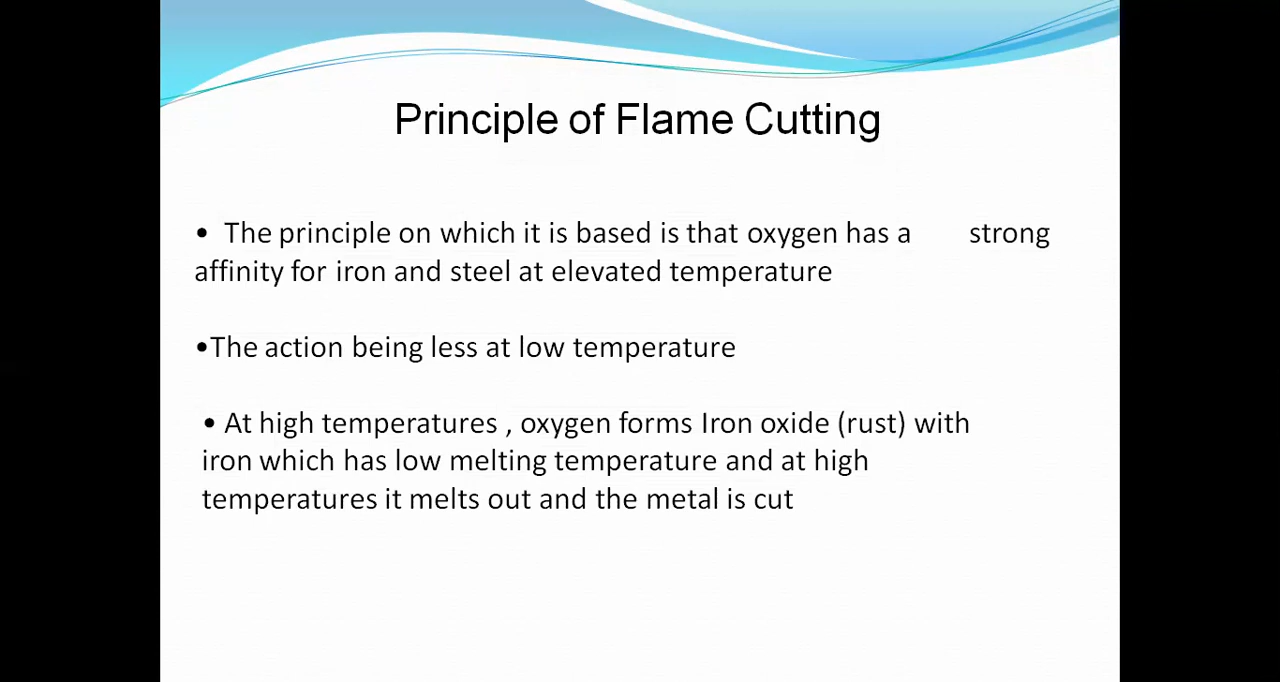 Principle of Flame Cutting
• The principle on which it is based is that oxygen has a strong
affinity for iron and steel at elevated temperature
•The action being less at low temperature
• At high temperatures , oxygen forms Iron oxide (rust) with
iron which has low melting temperature and at high
temperatures it melts out and the metal is cut